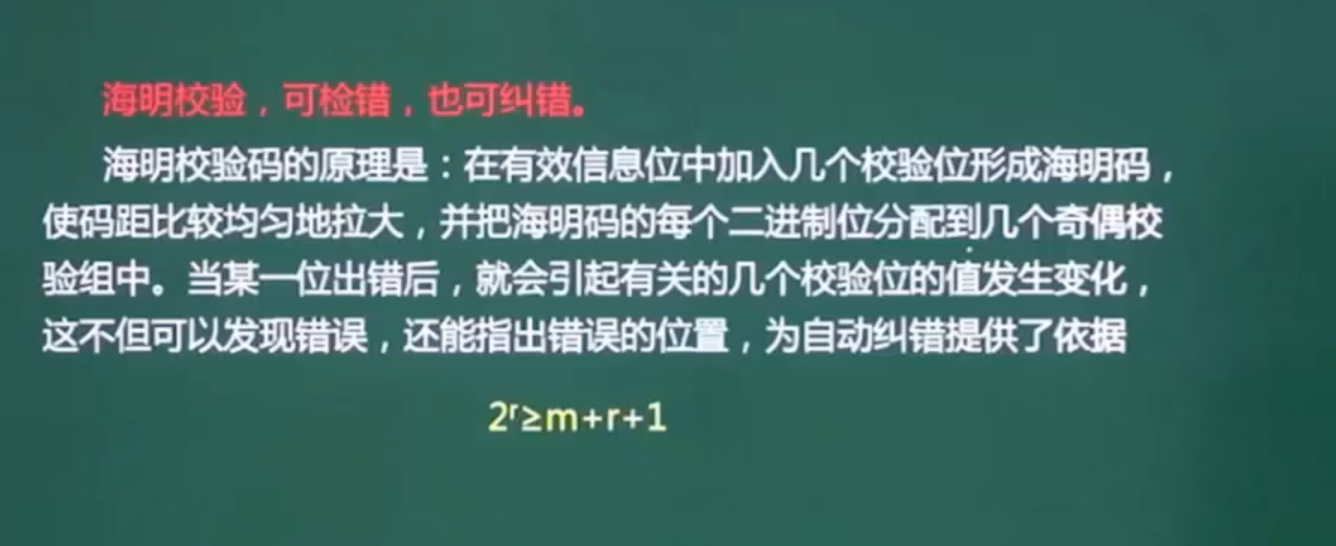 海明校验，可检错，也可纠错。
海明校验码的原理是：在有效信息位中加入几个校验位形成海明码，
使码距比较均匀地拉大，并把海明码的每个二进制位分配到几个奇偶校
验组中。当某一位出错后，就会引起有关的几个校验位的值发生变化，
这不但可以发现错误，还能指出错误的位置，为自动纠错提供了依据
2ʳ≥m+r+1